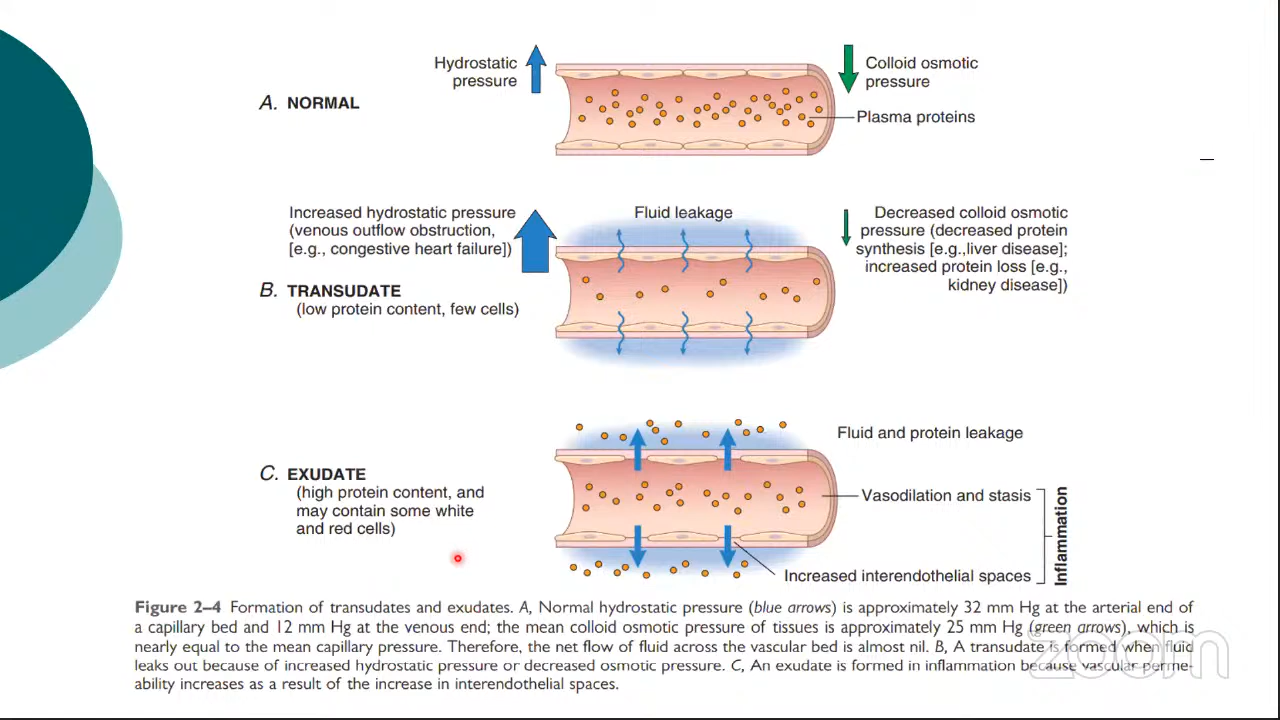 Hydrostatic
pressure
Colloid osmotic
pressure
A. NORMAL
Plasma proteins
Increased hydrostatic pressure
(venous outflow obstruction,
[e.g., congestive heart failure])
Fluid leakage
Decreased colloid osmotic
pressure (decreased protein
synthesis [e.g.,liver disease];
increased protein loss [e.g.,
kidney disease])
B. TRANSUDATE
(low protein content, few cells)
Fluid and protein leakage
C. EXUDATE
(high protein content, and
may contain some white
and red cells)
Vasodilation and stasis
Increased interendothelial spaces
Inflammation
Figure 2–4 Formation of transudates and exudates. A, Normal hydrostatic pressure (blue arrows) is approximately 32 mm Hg at the arterial end of
a capillary bed and 12 mm Hg at the venous end; the mean colloid osmotic pressure of tissues is approximately 25 mm Hg (green arrows), which is
nearly equal to the mean capillary pressure. Therefore, the net flow of fluid across the vascular bed is almost nil. B, A transudate is formed when fluid
leaks out because of increased hydrostatic pressure or decreased osmotic pressure. C, An exudate is formed in inflammation because vascular perme-
ability increases as a result of the increase in interendothelial spaces.
zoom